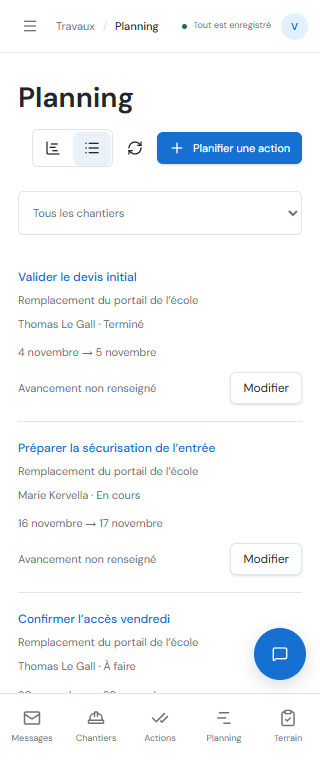 Travaux / Planning
Tout est enregistré
V
Planning
Planifier une action
Tous les chantiers
Valider le devis initial
Remplacement du portail de l'école
Thomas Le Gall · Terminé
4 novembre → 5 novembre
Avancement non renseigné
Modifier
Préparer la sécurisation de l'entrée
Remplacement du portail de l'école
Marie Kervella · En cours
16 novembre → 17 novembre
Avancement non renseigné
Modifier
Confirmer l'accès vendredi
Remplacement du portail de l'école
Thomas Le Gall · À faire
Messages
Chantiers
Actions
Planning
Terrain